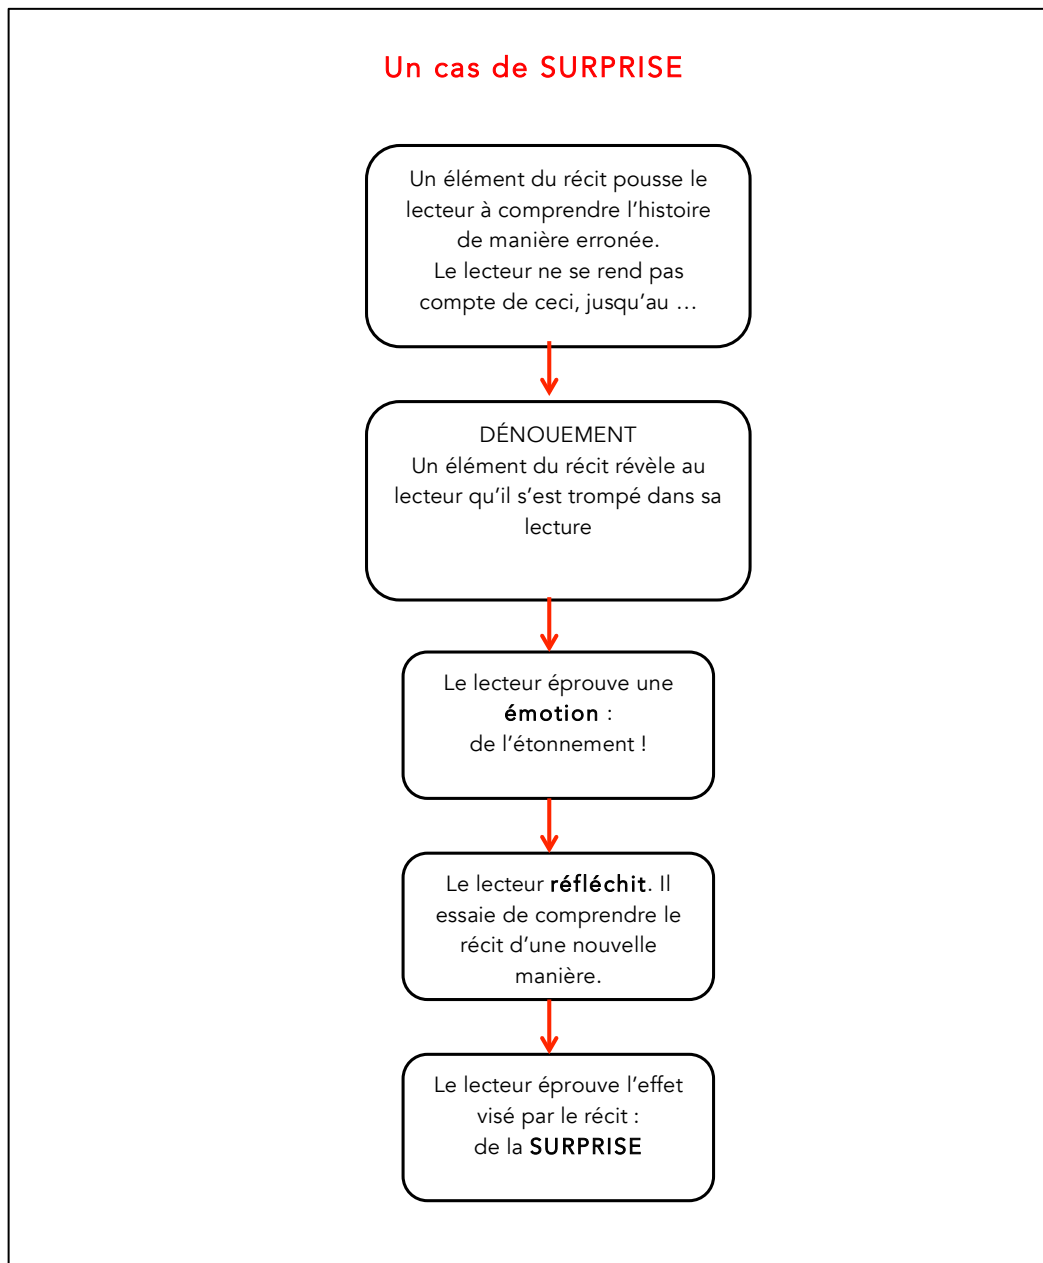 Un cas de SURPRISE
Un élément du récit pousse le
lecteur à comprendre l’histoire
de manière erronée.
Le lecteur ne se rend pas
compte de ceci, jusqu’au …
DÉNOUEMENT
Un élément du récit révèle au
lecteur qu’il s’est trompé dans sa
lecture
Le lecteur éprouve une
émotion :
de l’étonnement !
Le lecteur réfléchit. Il
essaie de comprendre le
récit d’une nouvelle
manière.
Le lecteur éprouve l’effet
visé par le récit :
de la SURPRISE